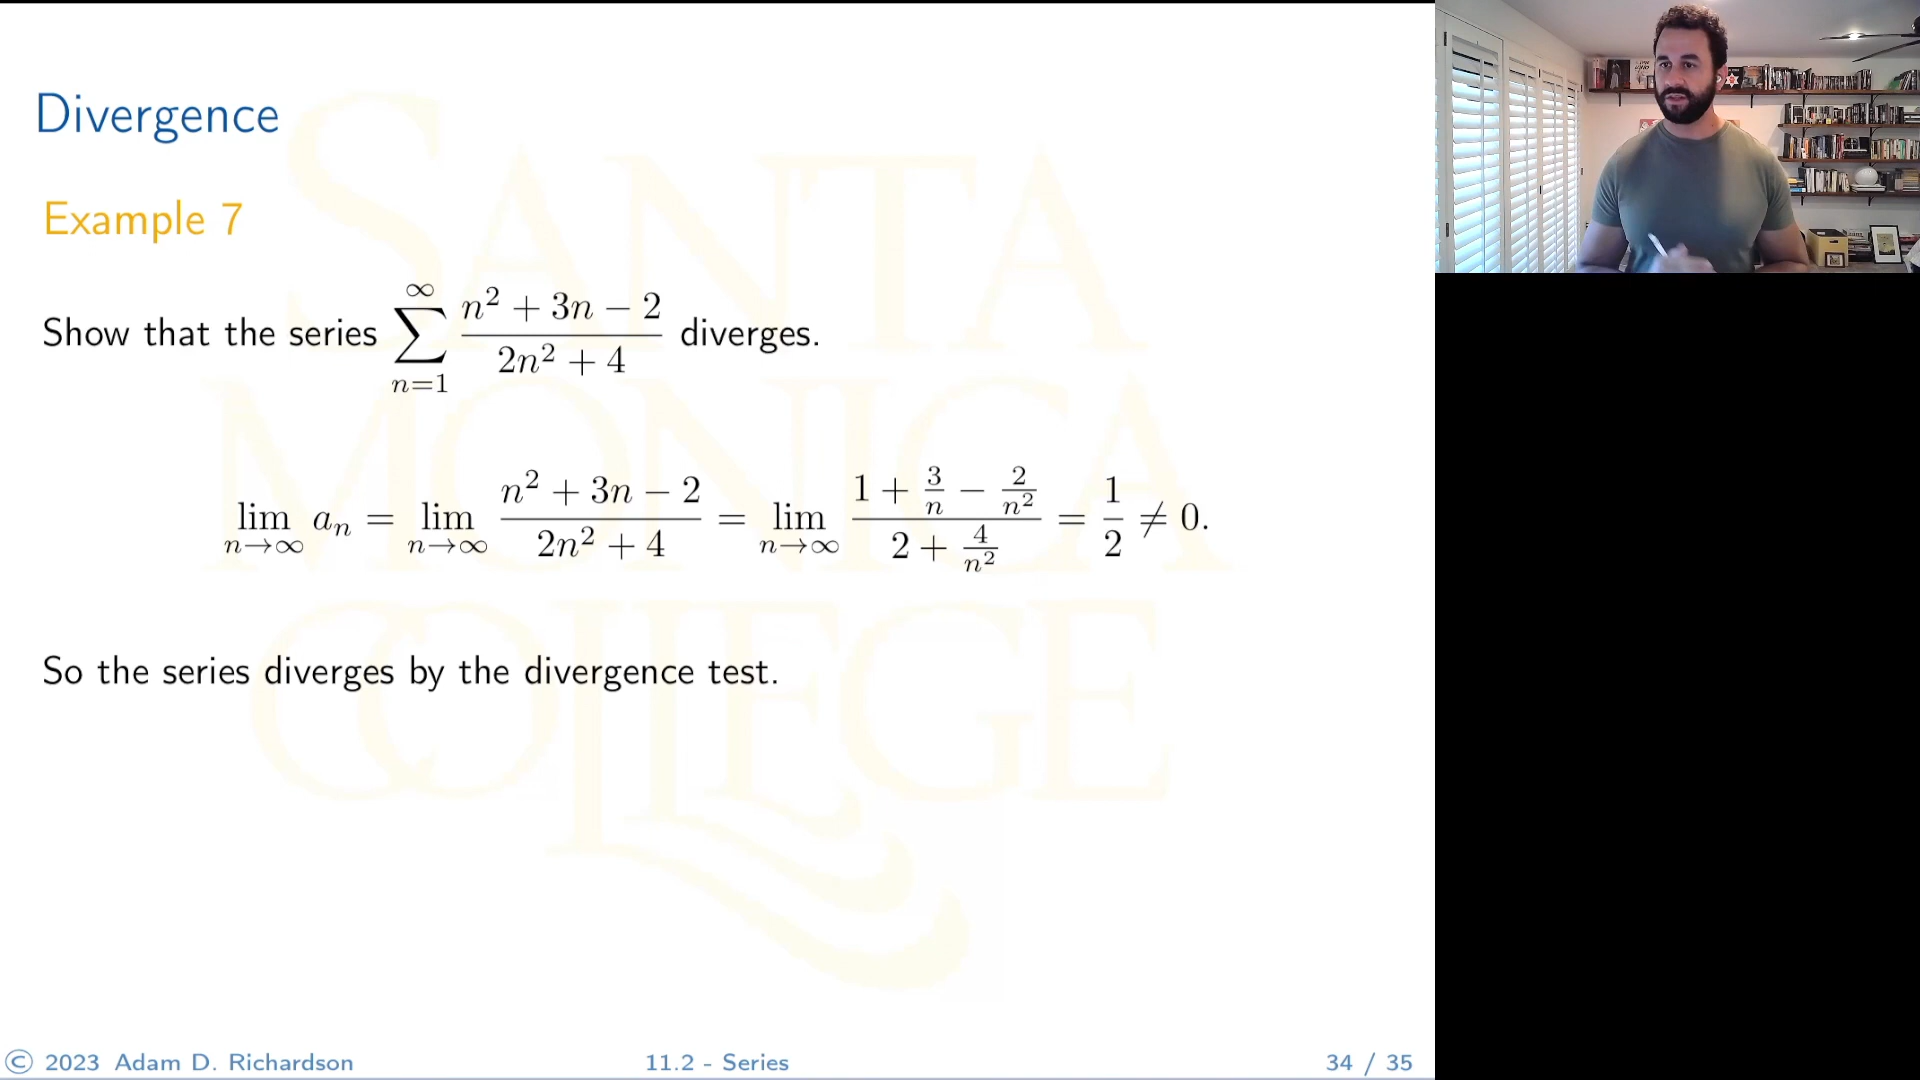 Divergence
Example 7
Show that the series \sum_{n=1}^{\infty} \frac{n^2 + 3n - 2}{2n^2 + 4} diverges.
\lim_{n \to \infty} a_n = \lim_{n \to \infty} \frac{n^2 + 3n - 2}{2n^2 + 4} = \lim_{n \to \infty} \frac{1 + \frac{3}{n} - \frac{2}{n^2}}{2 + \frac{4}{n^2}} = \frac{1}{2} \neq 0.
So the series diverges by the divergence test.
SANTA
MONICA
COLLEGE
© 2023 Adam D. Richardson 11.2 - Series 34 / 35